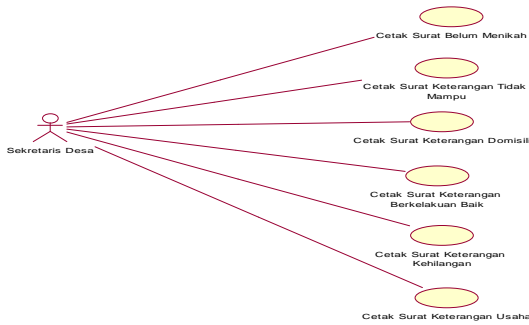 Cetak Surat Belum Menikah
Cetak Surat Keterangan Tidak
Mampu
Sekretaris Desa
Cetak Surat Keterangan Domisili
Cetak Surat Keterangan
Berkelakuan Baik
Cetak Surat Keterangan
Kehilangan
Cetak Surat Keterangan Usaha